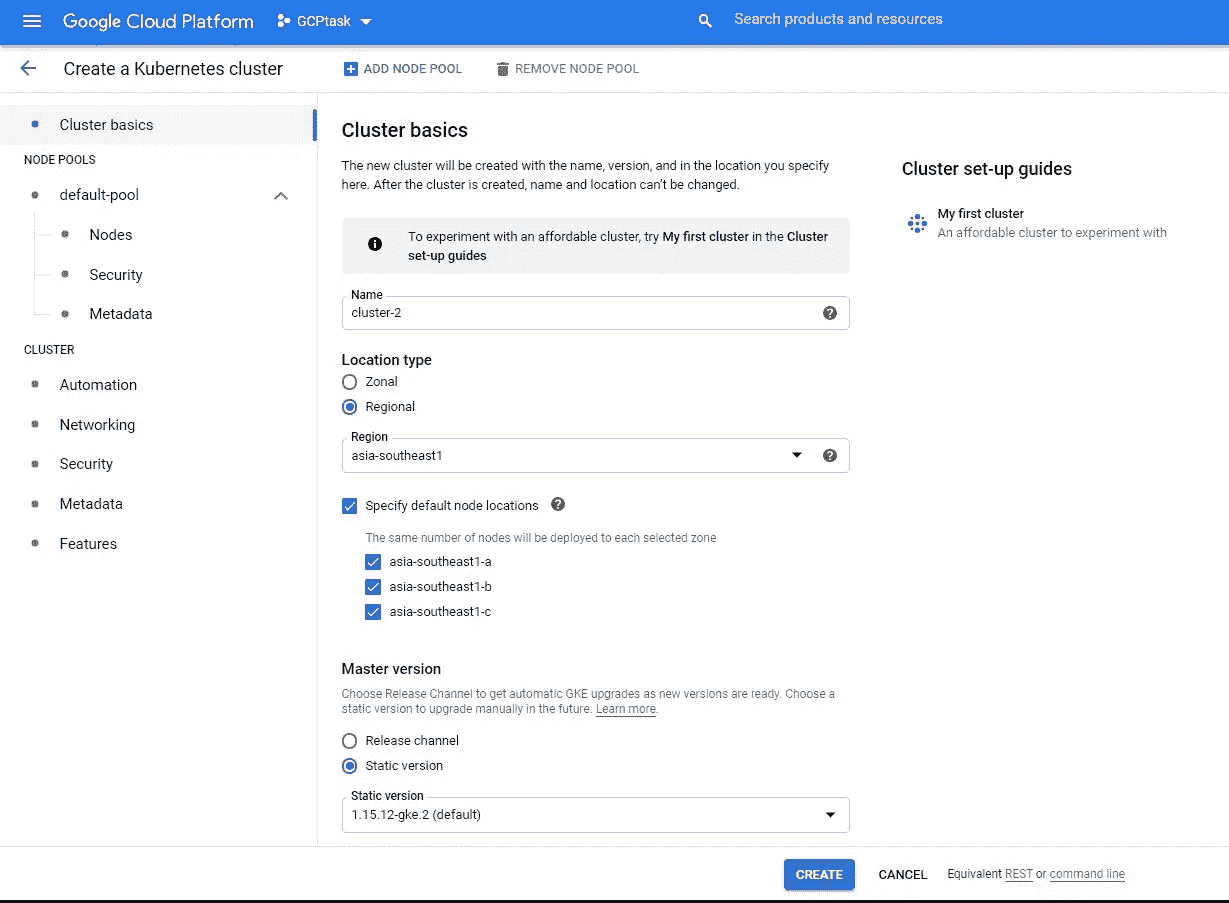 Google Cloud Platform
GCPtask
Search products and resources
Create a Kubernetes cluster
ADD NODE POOL
REMOVE NODE POOL
Cluster basics
NODE POOLS
default-pool
Nodes
Security
Metadata
CLUSTER
Automation
Networking
Security
Metadata
Features
Cluster basics
The new cluster will be created with the name, version, and in the location you specify
here. After the cluster is created, name and location can't be changed.
To experiment with an affordable cluster, try My first cluster in the Cluster
set-up guides
Name
cluster-2
Location type
Zonal
Regional
Region
asia-southeast1
Specify default node locations
The same number of nodes will be deployed to each selected zone
asia-southeast1-a
asia-southeast1-b
asia-southeast1-c
Master version
Choose Release Channel to get automatic GKE upgrades as new versions are ready. Choose a
static version to upgrade manually in the future. Learn more.
Release channel
Static version
Static version
1.15.12-gke.2 (default)
Cluster set-up guides
My first cluster
An affordable cluster to experiment with
CREATE
CANCEL
Equivalent REST or command line